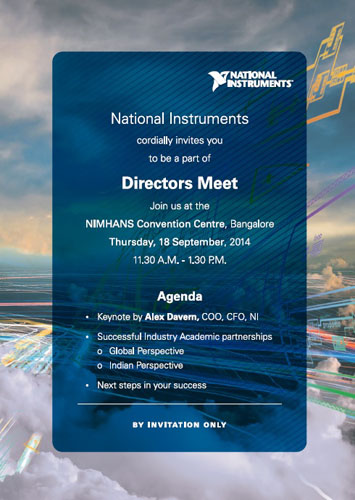 NATIONAL
INSTRUMENTS
National Instruments
cordially invites you
to be a part of
Directors Meet
Join us at the
NIMHANS Convention Centre, Bangalore
Thursday, 18 September, 2014
11.30 A.M. - 1.30 P.M.
Agenda
• Keynote by Alex Davern, COO, CFO, NI
• Successful Industry Academic partnerships
o Global Perspective
o Indian Perspective
• Next steps in your success
BY INVITATION ONLY